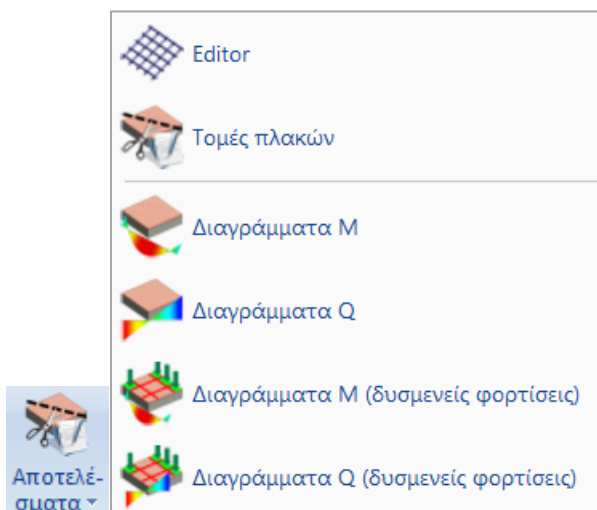 Editor
Τομές πλακών
Διαγράμματα Μ
Διαγράμματα Q
Διαγράμματα Μ (δυσμενείς φορτίσεις)
Διαγράμματα Q (δυσμενείς φορτίσεις)
Αποτελέ-
σματα